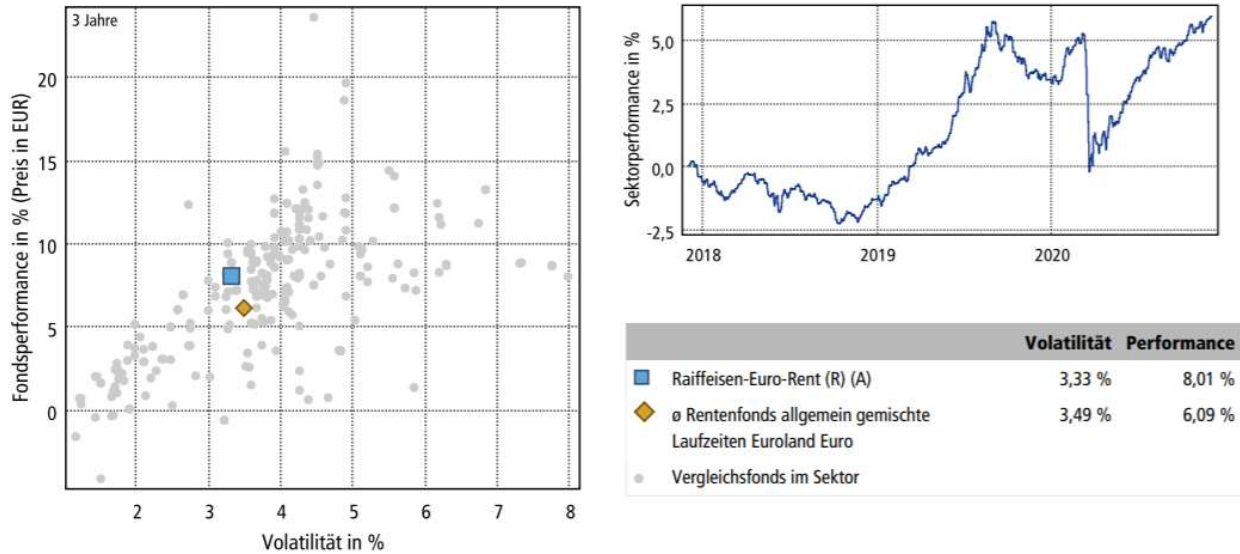 3 Jahre
Fondsperformance in % (Preis in EUR)
20
15
10
5
0
2 3 4 5 6 7 8
Volatilität in %
Sektorperformance in %
5,0
2,5
0,0
-2,5
2018 2019 2020
Volatilität Performance
Raiffeisen-Euro-Rent (R) (A) 3,33 % 8,01 %
ø Rentenfonds allgemein gemischte 3,49 % 6,09 %
Laufzeiten Euroland Euro
Vergleichsfonds im Sektor